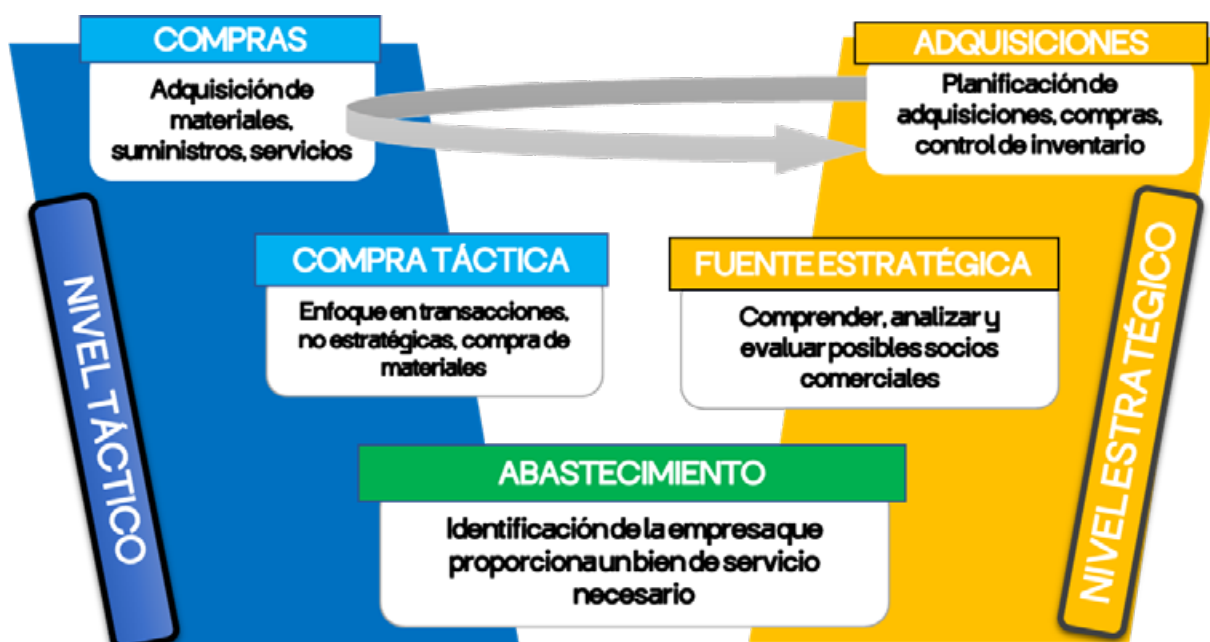 COMPRAS
Adquisición de
materiales,
suministros, servicios
ADQUISICIONES
Planificación de
adquisiciones, compras,
control de inventario
NIVEL TÁCTICO
COMPRA TÁCTICA
Enfoque en transacciones,
no estratégicas, compra de
materiales
FUENTE ESTRATÉGICA
Comprender, analizar y
evaluar posibles socios
comerciales
NIVEL ESTRATÉGICO
ABASTECIMIENTO
Identificación de la empresa que
proporciona un bien de servicio
necesario